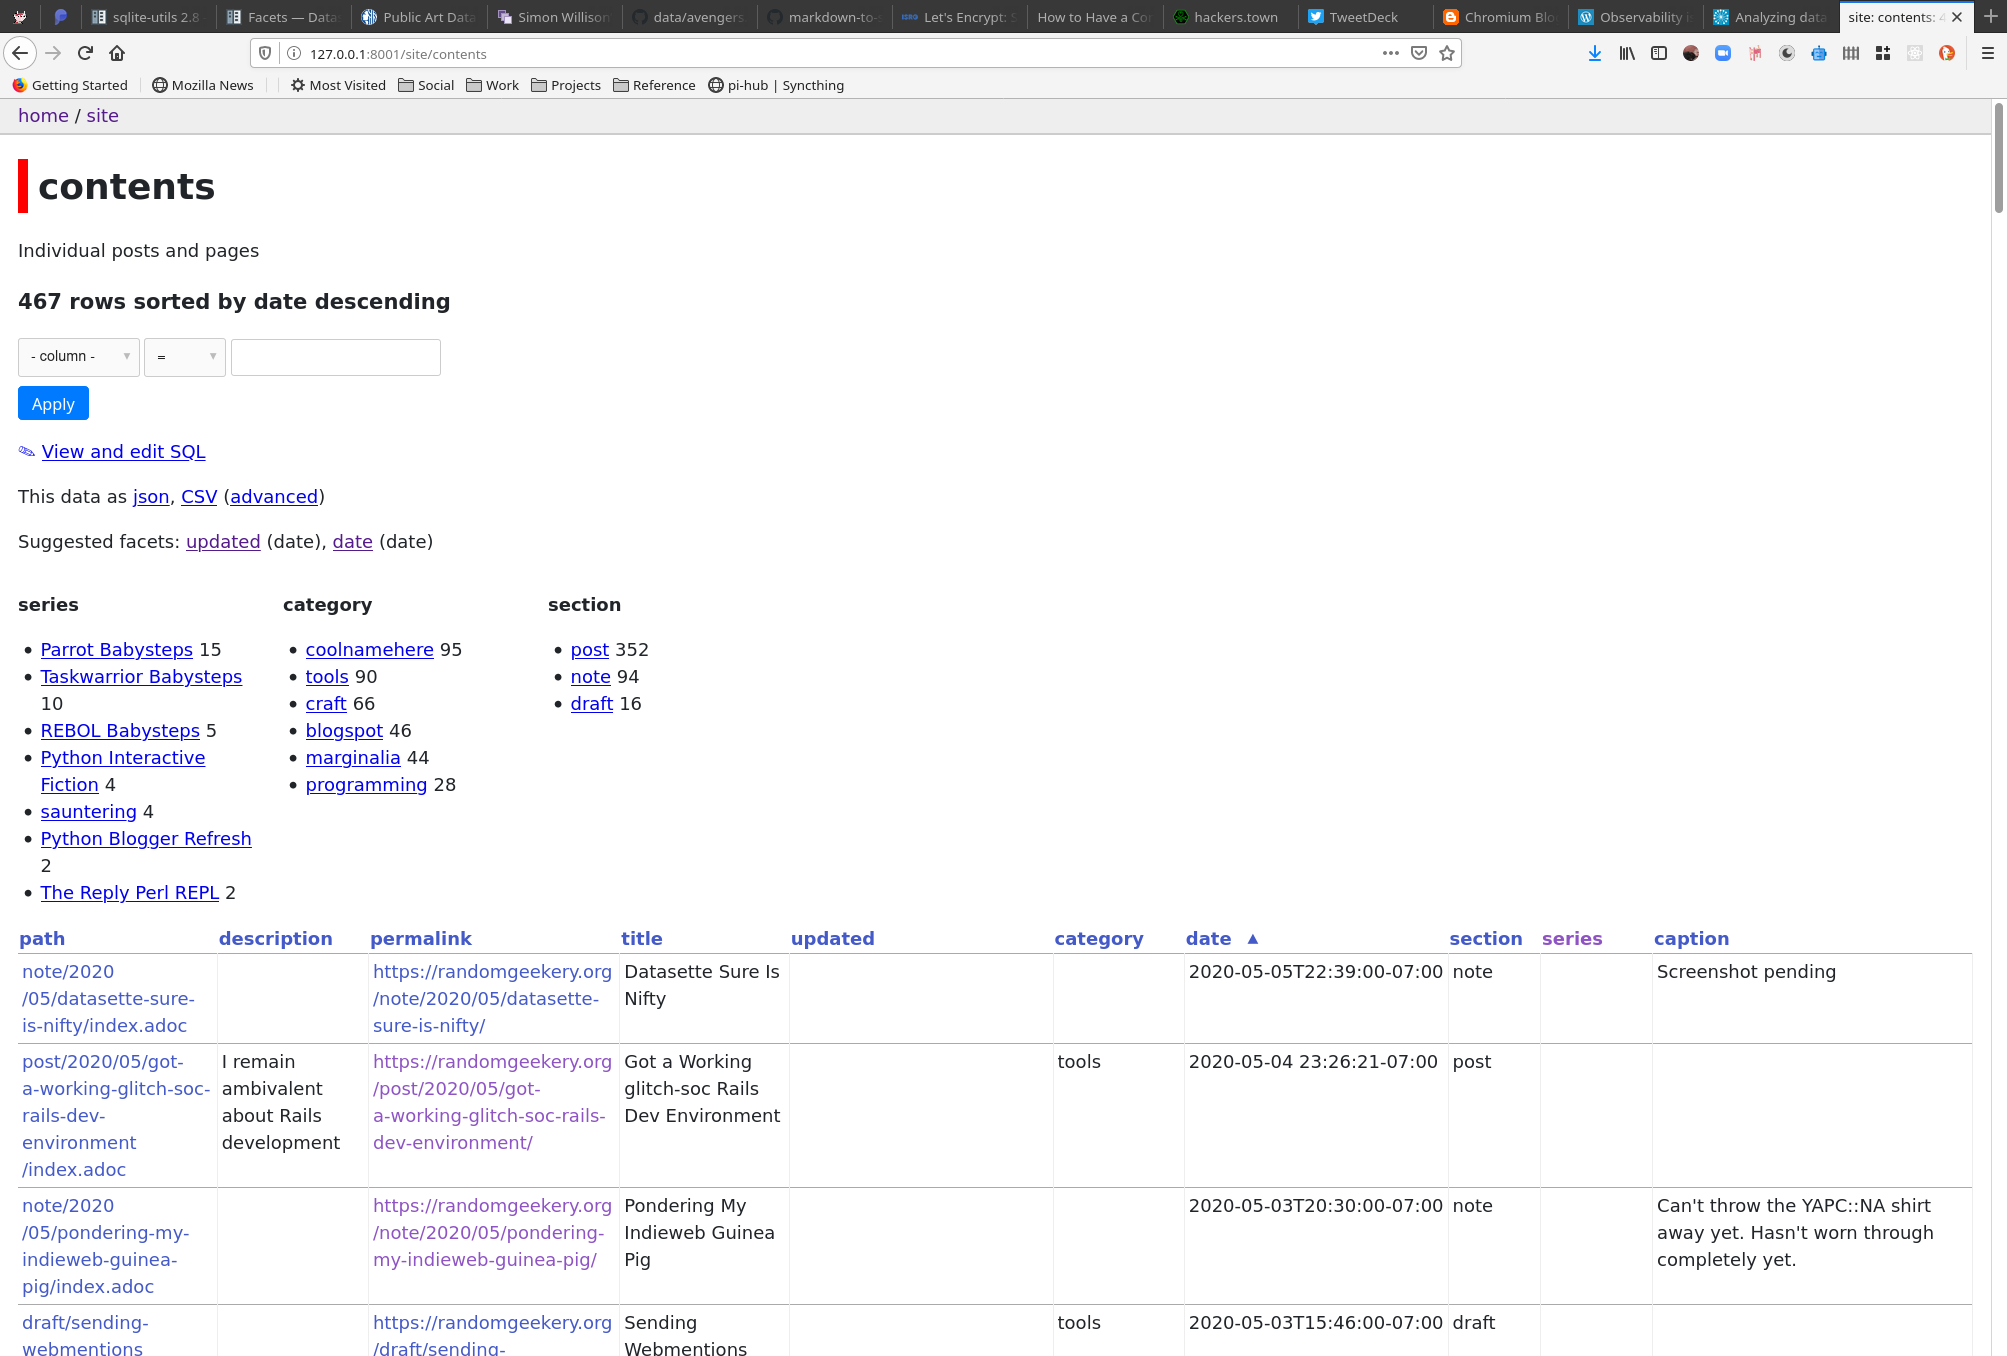 sqlite-utils 2.8
Facets — Data
Public Art Data
Simon Willison
data/avengers
markdown-to-s
Let's Encrypt: S
How to Have a Co
hackers.town
TweetDeck
Chromium Blo
Observability i
Analyzing data
site: contents: 4
127.0.0.1:8001/site/contents
Getting Started
Mozilla News
Most Visited
Social
Work
Projects
Reference
pi-hub | Syncthing
home / site
contents
Individual posts and pages
467 rows sorted by date descending
- column - ▼ = ▼
Apply
✎ View and edit SQL
This data as json, CSV (advanced)
Suggested facets: updated (date), date (date)
series
• Parrot Babysteps 15
• Taskwarrior Babysteps
10
• REBOL Babysteps 5
• Python Interactive
Fiction 4
• sauntering 4
• Python Blogger Refresh
2
• The Reply Perl REPL 2
category
• coolnamehere 95
• tools 90
• craft 66
• blogspot 46
• marginalia 44
• programming 28
section
• post 352
• note 94
• draft 16
path description permalink title updated category date ▲ section series caption
note/2020
/05/datasette-sure-
is-nifty/index.adoc
https://randomgeekery.org
/note/2020/05/datasette-
sure-is-nifty/
Datasette Sure Is
Nifty
2020-05-05T22:39:00-07:00
note
Screenshot pending
post/2020/05/got-
a-working-glitch-soc-
rails-dev-
environment
/index.adoc
I remain
ambivalent
about Rails
development
https://randomgeekery.org
/post/2020/05/got-
a-working-glitch-soc-rails-
dev-environment/
Got a Working
glitch-soc Rails
Dev Environment
tools
2020-05-04 23:26:21-07:00
post
note/2020
/05/pondering-my-
indieweb-guinea-
pig/index.adoc
https://randomgeekery.org
/note/2020/05/pondering-
my-indieweb-guinea-pig/
Pondering My
Indieweb Guinea
Pig
2020-05-03T20:30:00-07:00
note
Can't throw the YAPC::NA shirt
away yet. Hasn't worn through
completely yet.
draft/sending-
webmentions
https://randomgeekery.org
/draft/sending-
Sending
Webmentions
tools
2020-05-03T15:46:00-07:00
draft